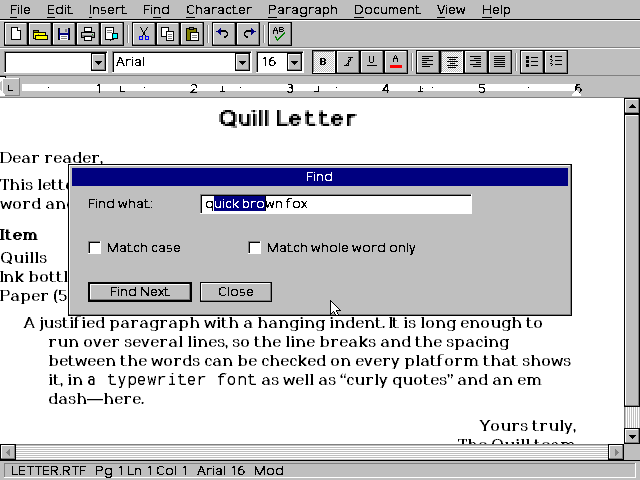 File Edit Insert Find Character Paragraph Document View Help
Arial 16 B I U A
L 1 2 3 4 5 6
Quill Letter
Dear reader,
This lette
word and
Find
Find what: quick brown fox
Match case Match whole word only
Find Next Close
Item
Quills
Ink bottl
Paper (5
A justified paragraph with a hanging indent. It is long enough to
run over several lines, so the line breaks and the spacing
between the words can be checked on every platform that shows
it, in a typewriter font as well as “curly quotes” and an em
dash—here.
Yours truly,
The Quill team
LETTER.RTF Pg 1 Ln 1 Col 1 Arial 16 Mod